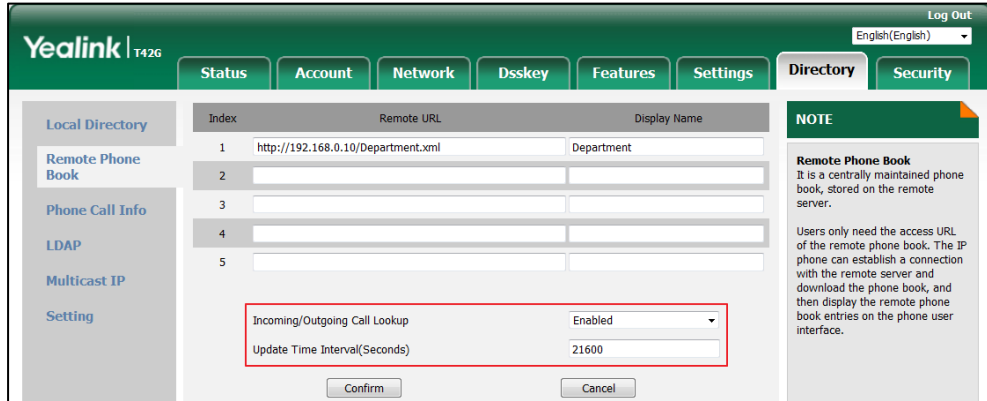 Log Out
Yealink T42G
English(English)
Status Account Network Dsskey Features Settings Directory Security
Local Directory
Remote Phone
Book
Phone Call Info
LDAP
Multicast IP
Setting
Index Remote URL Display Name
1 http://192.168.0.10/Department.xml Department
2
3
4
5
Incoming/Outgoing Call Lookup Enabled
Update Time Interval(Seconds) 21600
Confirm Cancel
NOTE
Remote Phone Book
It is a centrally maintained phone
book, stored on the remote
server.
Users only need the access URL
of the remote phone book. The IP
phone can establish a connection
with the remote server and
download the phone book, and
then display the remote phone
book entries on the phone user
interface.